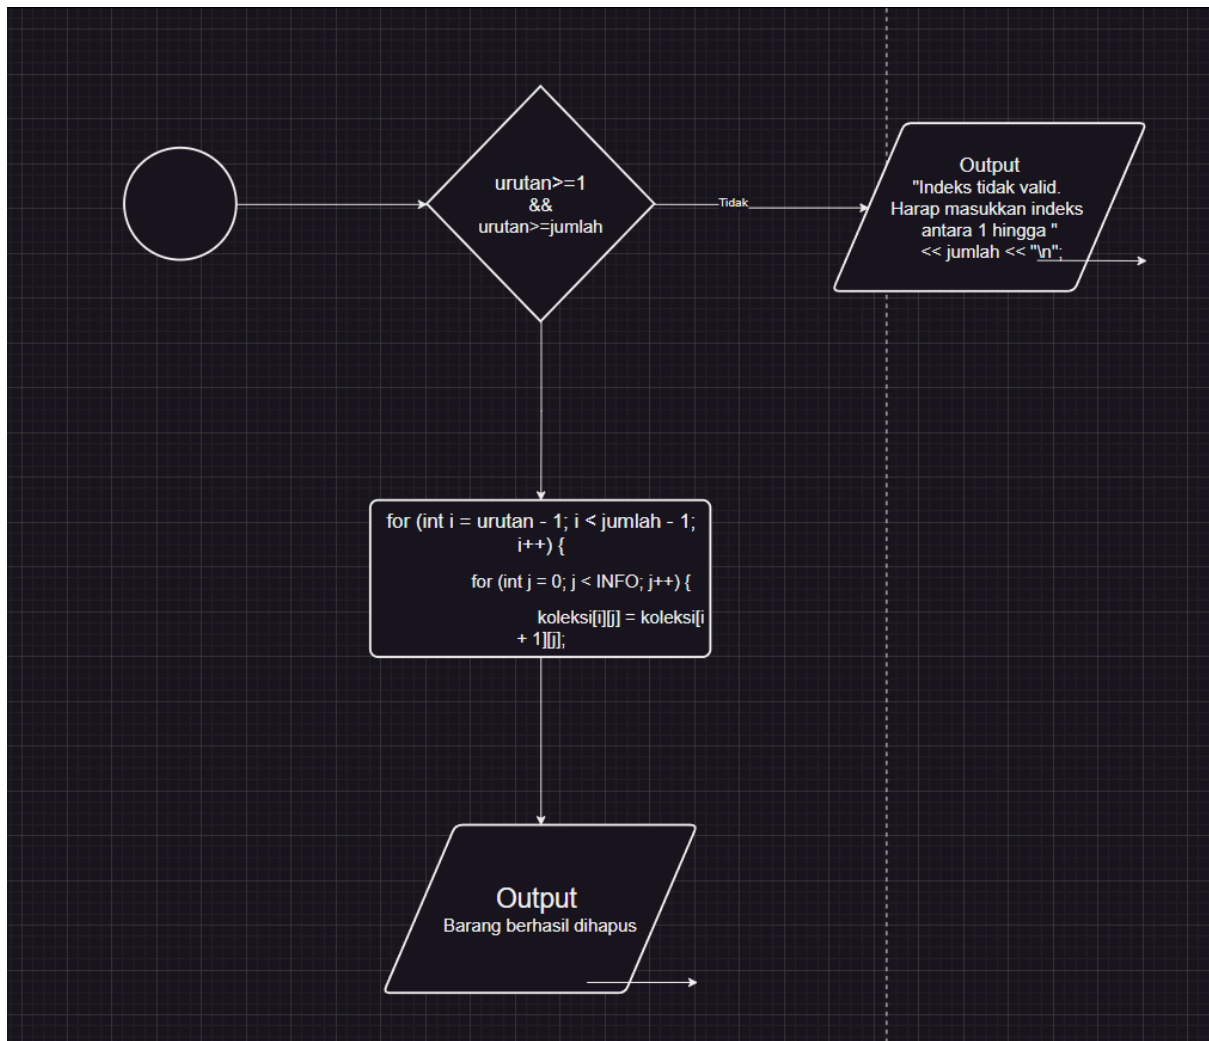 urutan>=1
&&
urutan>=jumlah
Tidak
Output
"Indeks tidak valid.
Harap masukkan indeks
antara 1 hingga "
<< jumlah << "\n";
for (int i = urutan - 1; i < jumlah - 1;
i++) {
for (int j = 0; j < INFO; j++) {
koleksi[i][j] = koleksi[i
+ 1][j];
Output
Barang berhasil dihapus